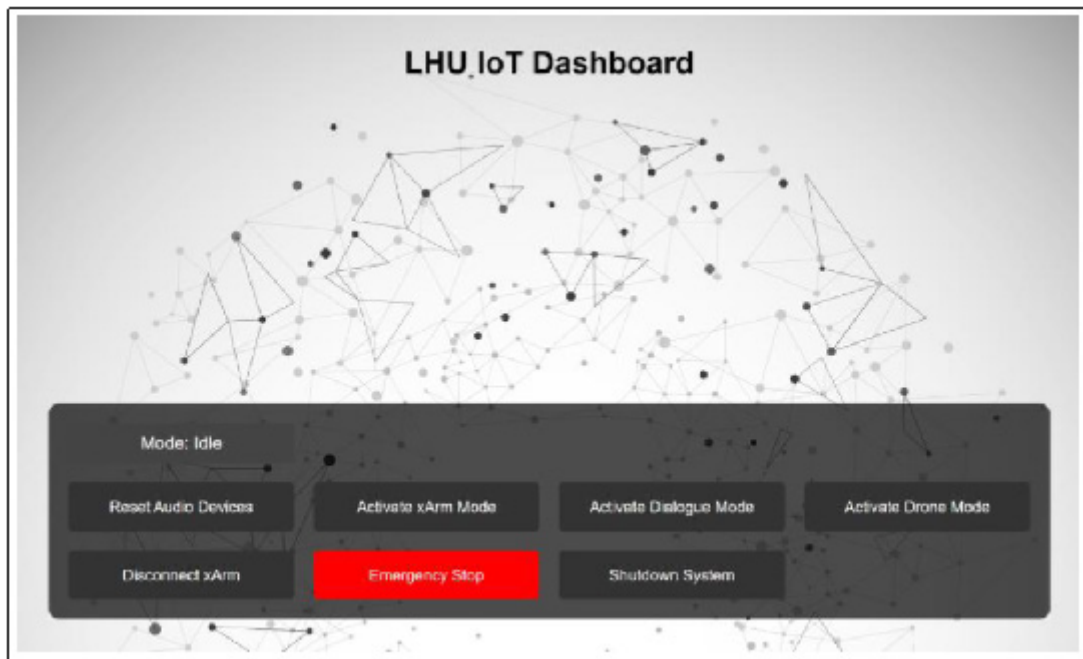 LHU IoT Dashboard
Mode: Idle
Reset Audio Devices
Activate xArm Mode
Activate Dialogue Mode
Activate Drone Mode
Disconnect xArm
Emergency Stop
Shutdown System